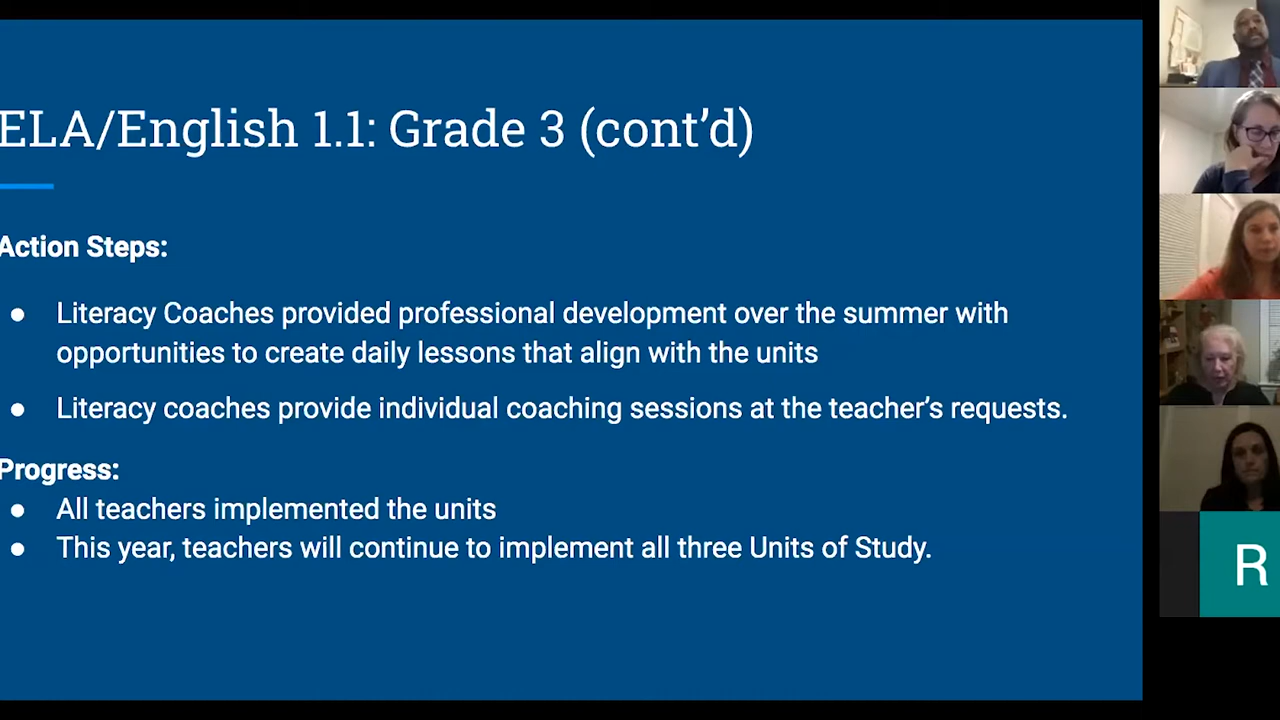 ELA/English 1.1: Grade 3 (cont’d)
Action Steps:
● Literacy Coaches provided professional development over the summer with
opportunities to create daily lessons that align with the units
● Literacy coaches provide individual coaching sessions at the teacher’s requests.
Progress:
● All teachers implemented the units
● This year, teachers will continue to implement all three Units of Study.
R